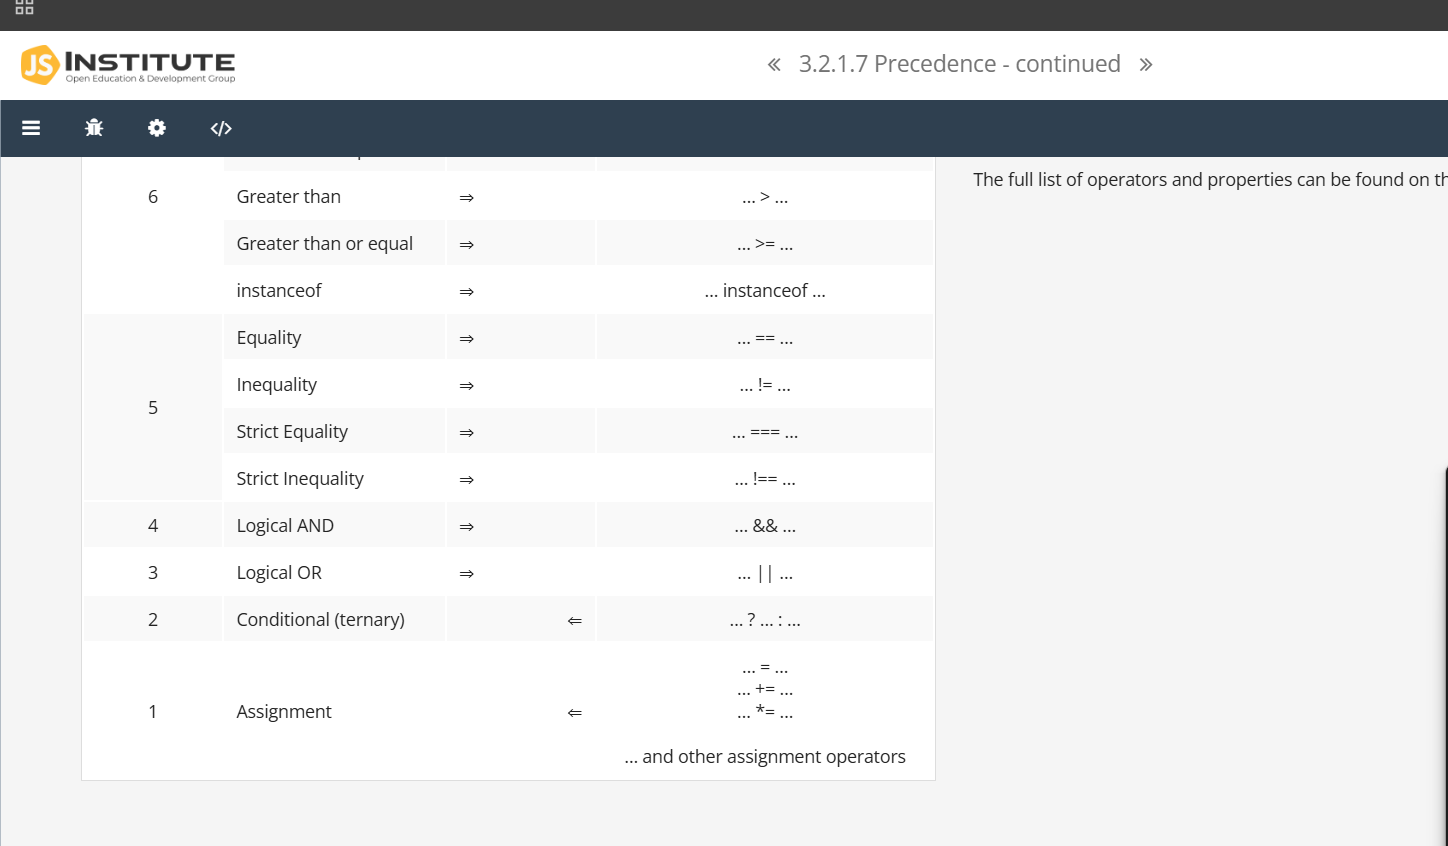 JS INSTITUTE
Open Education & Development Group
« 3.2.1.7 Precedence - continued »
</>
The full list of operators and properties can be found on
6 Greater than ⇒ ... > ...
Greater than or equal ⇒ ... >= ...
instanceof ⇒ ... instanceof ...
5 Equality ⇒ ... == ...
Inequality ⇒ ... != ...
Strict Equality ⇒ ... === ...
Strict Inequality ⇒ ... !== ...
4 Logical AND ⇒ ... && ...
3 Logical OR ⇒ ... || ...
2 Conditional (ternary) ⇐ ... ? ... : ...
1 Assignment ⇐ ... = ...
... += ...
... *= ...
... and other assignment operators